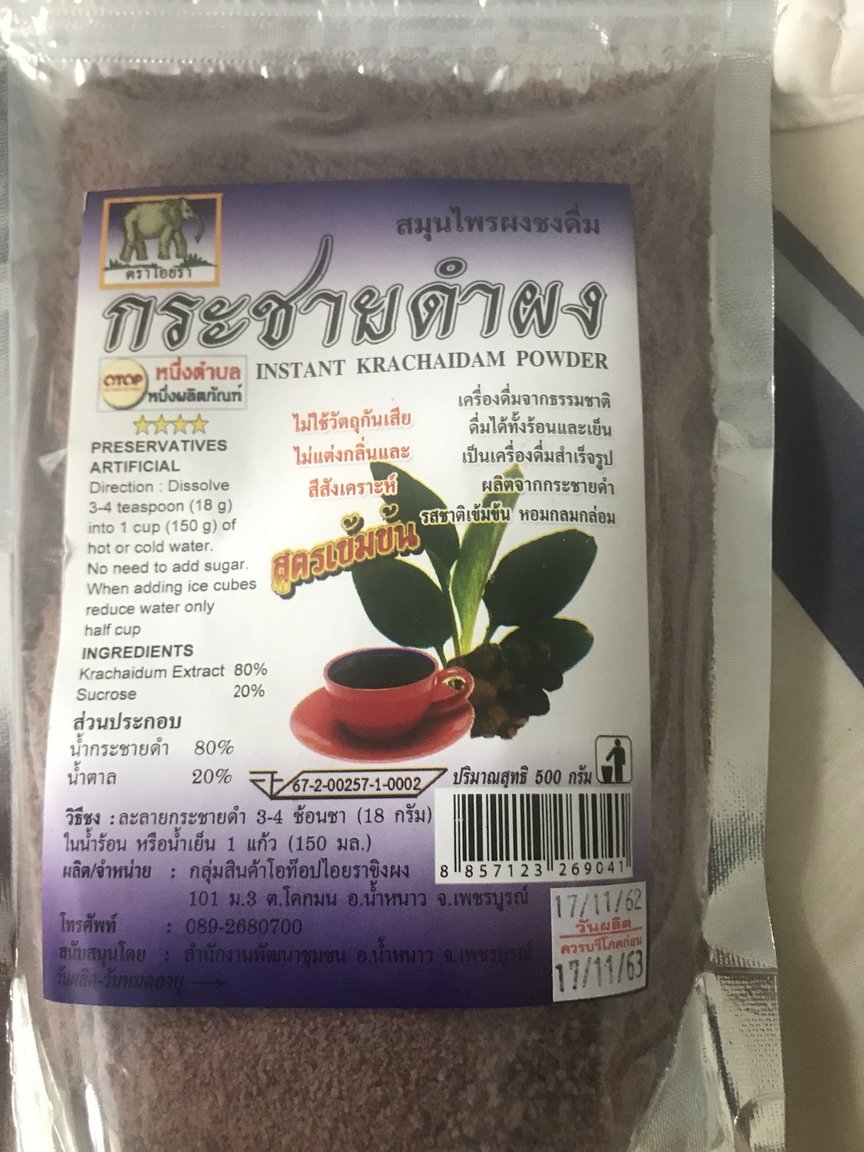 สมุนไพรผงชงดื่ม
ตราไอยรา
กระชายดำผง
INSTANT KRACHAIDAM POWDER
OTOP
หนึ่งตำบล
หนึ่งผลิตภัณฑ์
PRESERVATIVES
ARTIFICIAL
Direction : Dissolve
3-4 teaspoon (18 g)
into 1 cup (150 g) of
hot or cold water.
No need to add sugar.
When adding ice cubes
reduce water only
half cup
INGREDIENTS
Krachaidum Extract 80%
Sucrose 20%
ส่วนประกอบ
น้ำกระชายดำ 80%
น้ำตาล 20%
ไม่ใช้วัตถุกันเสีย
ไม่แต่งกลิ่นและ
สีสังเคราะห์
สูตรเข้มข้น
เครื่องดื่มจากธรรมชาติ
ดื่มได้ทั้งร้อนและเย็น
เป็นเครื่องดื่มสำเร็จรูป
ผลิตจากกระชายดำ
รสชาติเข้มข้น หอมกลมกล่อม
67-2-00257-1-0002
ปริมาณสุทธิ 500 กรัม
วิธีชง : ละลายกระชายดำ 3-4 ช้อนชา (18 กรัม)
ในน้ำร้อน หรือน้ำเย็น 1 แก้ว (150 มล.)
ผลิต/จำหน่าย : กลุ่มสินค้าโอท๊อปไอยราขิงผง
101 ม.3 ต.โคกมน อ.น้ำหนาว จ.เพชรบูรณ์
โทรศัพท์ : 089-2680700
สนับสนุนโดย : สำนักงานพัฒนาชุมชน อ.น้ำหนาว จ.เพชรบูรณ์
วันผลิต-วันหมดอายุ
8 857123 269041
17/11/62
วันผลิต
ควรบริโภคก่อน
17/11/63